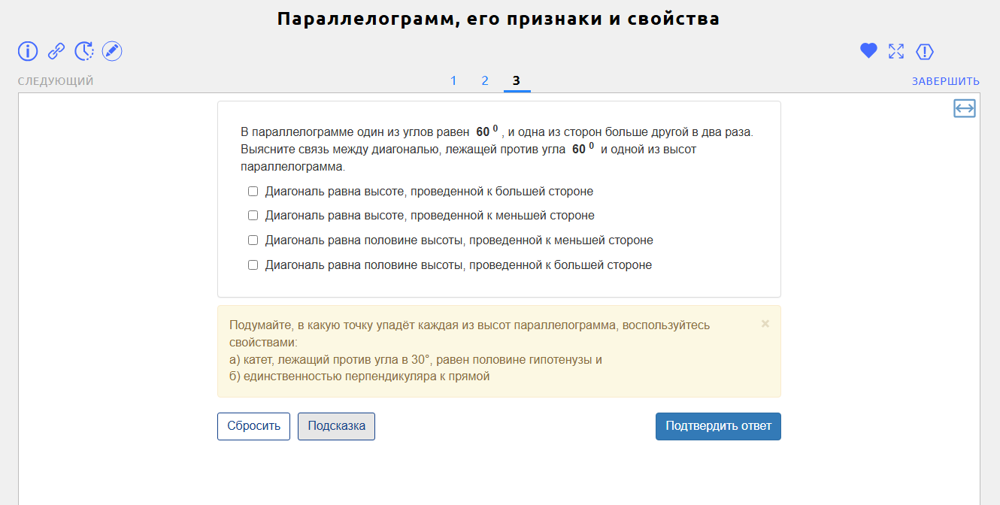 Параллелограмм, его признаки и свойства
СЛЕДУЮЩИЙ 1 2 3 ЗАВЕРШИТЬ
В параллелограмме один из углов равен 60 ⁰ , и одна из сторон больше другой в два раза.
Выясните связь между диагональю, лежащей против угла 60 ⁰ и одной из высот
параллелограмма.
Диагональ равна высоте, проведенной к большей стороне
Диагональ равна высоте, проведенной к меньшей стороне
Диагональ равна половине высоты, проведенной к меньшей стороне
Диагональ равна половине высоты, проведенной к большей стороне
Подумайте, в какую точку упадёт каждая из высот параллелограмма, воспользуйтесь
свойствами:
а) катет, лежащий против угла в 30°, равен половине гипотенузы и
б) единственностью перпендикуляра к прямой
Сбросить Подсказка Подтвердить ответ